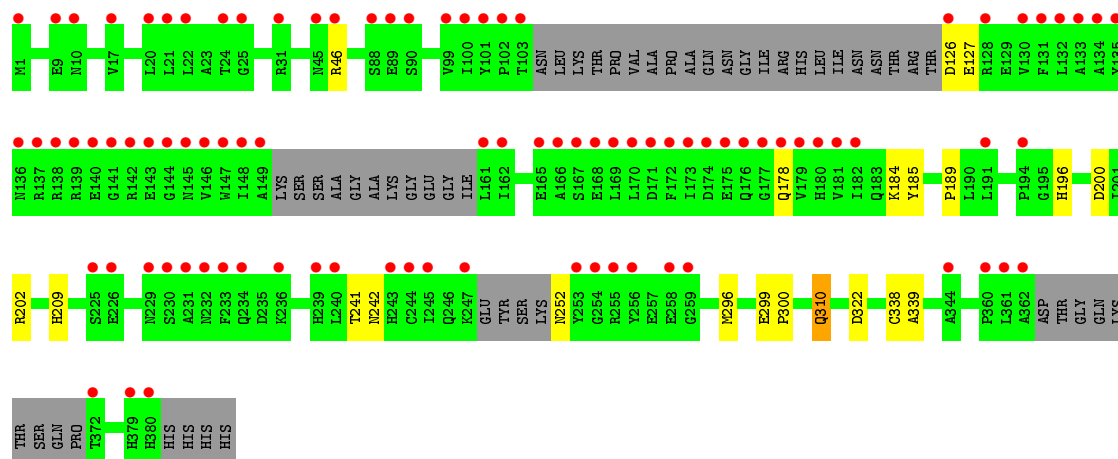 M1 E9 N10 V17 L20 L21 L22 A23 T24 G25 R31 N45 R46 S88 E89 S90 V99 I100 Y101 P102 T103 ASN LEU LYS THR PRO VAL ALA PRO ALA GLN ASN GLY ILE ARG HIS LEU ILE ASN ASN THR ARG THR D126 E127 R128 E129 V130 F131 L132 A133 A134 Y135
N136 R137 R138 R139 E140 G141 R142 E143 G144 N145 V146 W147 I148 A149 LYS SER SER ALA GLY ALA LYS GLY GLU GLY ILE L161 I162 E165 A166 S167 E168 L169 L170 D171 F172 I173 D174 E175 Q176 G177 Q178 V179 H180 V181 I182 Q183 K184 Y185 P189 L190 L191 P194 G195 H196 D200 I201
R202 H209 S225 E226 N229 S230 A231 N232 F233 Q234 D235 K236 H239 L240 T241 N242 H243 C244 I245 Q246 K247 GLU TYR SER LYS N252 Y253 G254 R255 Y256 E257 E258 G259 M296 E299 P300 Q310 D322 C338 A339 A344 P360 L361 A362 ASP THR GLY GLN LYS
THR SER GLN PRO T372 H379 H380 HIS HIS HIS HIS